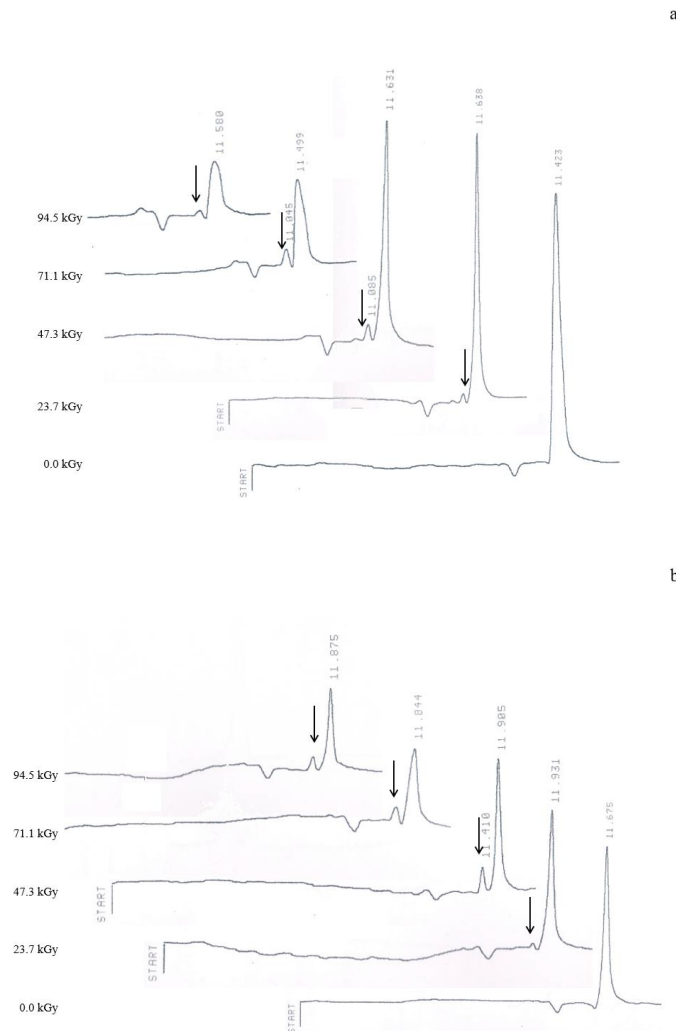 a
11.580
94.5 kGy
11.499
11.045
71.1 kGy
11.631
11.085
47.3 kGy
11.638
23.7 kGy
START
11.423
0.0 kGy
START
b
11.875
94.5 kGy
11.844
71.1 kGy
11.905
11.410
47.3 kGy
START
11.931
23.7 kGy
START
11.675
0.0 kGy
START